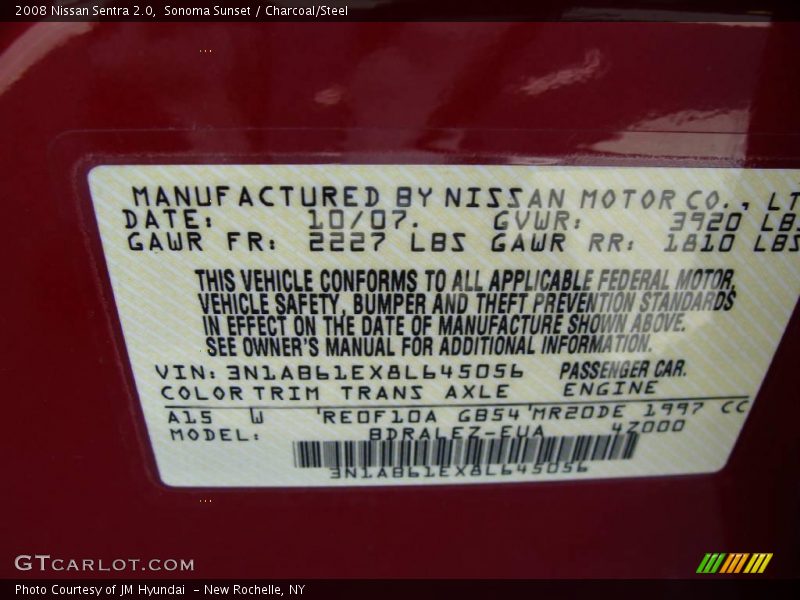 2008 Nissan Sentra 2.0,  Sonoma Sunset / Charcoal/Steel
MANUFACTURED BY NISSAN MOTOR CO., LT
DATE: 10/07. GVWR: 3920 LBS
GAWR FR: 2227 LBS GAWR RR: 1810 LBS
THIS VEHICLE CONFORMS TO ALL APPLICABLE FEDERAL MOTOR,
VEHICLE SAFETY, BUMPER AND THEFT PREVENTION STANDARDS
IN EFFECT ON THE DATE OF MANUFACTURE SHOWN ABOVE.
SEE OWNER'S MANUAL FOR ADDITIONAL INFORMATION.
VIN: 3N1AB61EX8L645056 PASSENGER CAR.
COLOR TRIM TRANS AXLE ENGINE
A15 W 'RE0F10A GB54'MR20DE 1997 CC
MODEL: BDRALEZ-EUA 4Z000
3N1AB61EX8L645056
GTCARLOT.COM
Photo Courtesy of JM Hyundai - New Rochelle, NY